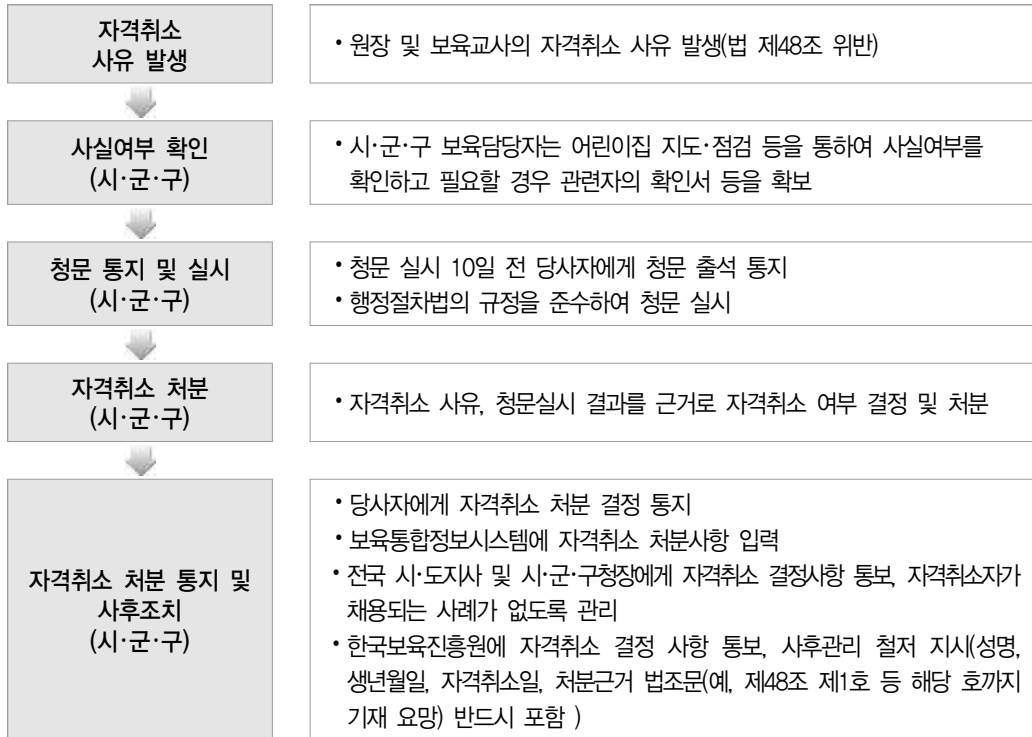 자격취소
사유 발생
• 원장 및 보육교사의 자격취소 사유 발생(법 제48조 위반)
사실여부 확인
(시·군·구)
• 시·군·구 보육담당자는 어린이집 지도·점검 등을 통하여 사실여부를
확인하고 필요할 경우 관련자의 확인서 등을 확보
청문 통지 및 실시
(시·군·구)
• 청문 실시 10일 전 당사자에게 청문 출석 통지
• 행정절차법의 규정을 준수하여 청문 실시
자격취소 처분
(시·군·구)
• 자격취소 사유, 청문실시 결과를 근거로 자격취소 여부 결정 및 처분
자격취소 처분 통지 및
사후조치
(시·군·구)
• 당사자에게 자격취소 처분 결정 통지
• 보육통합정보시스템에 자격취소 처분사항 입력
• 전국 시·도지사 및 시·군·구청장에게 자격취소 결정사항 통보, 자격취소자가
채용되는 사례가 없도록 관리
• 한국보육진흥원에 자격취소 결정 사항 통보, 사후관리 철저 지시(성명,
생년월일, 자격취소일, 처분근거 법조문(예, 제48조 제1호 등 해당 호까지
기재 요망) 반드시 포함 )